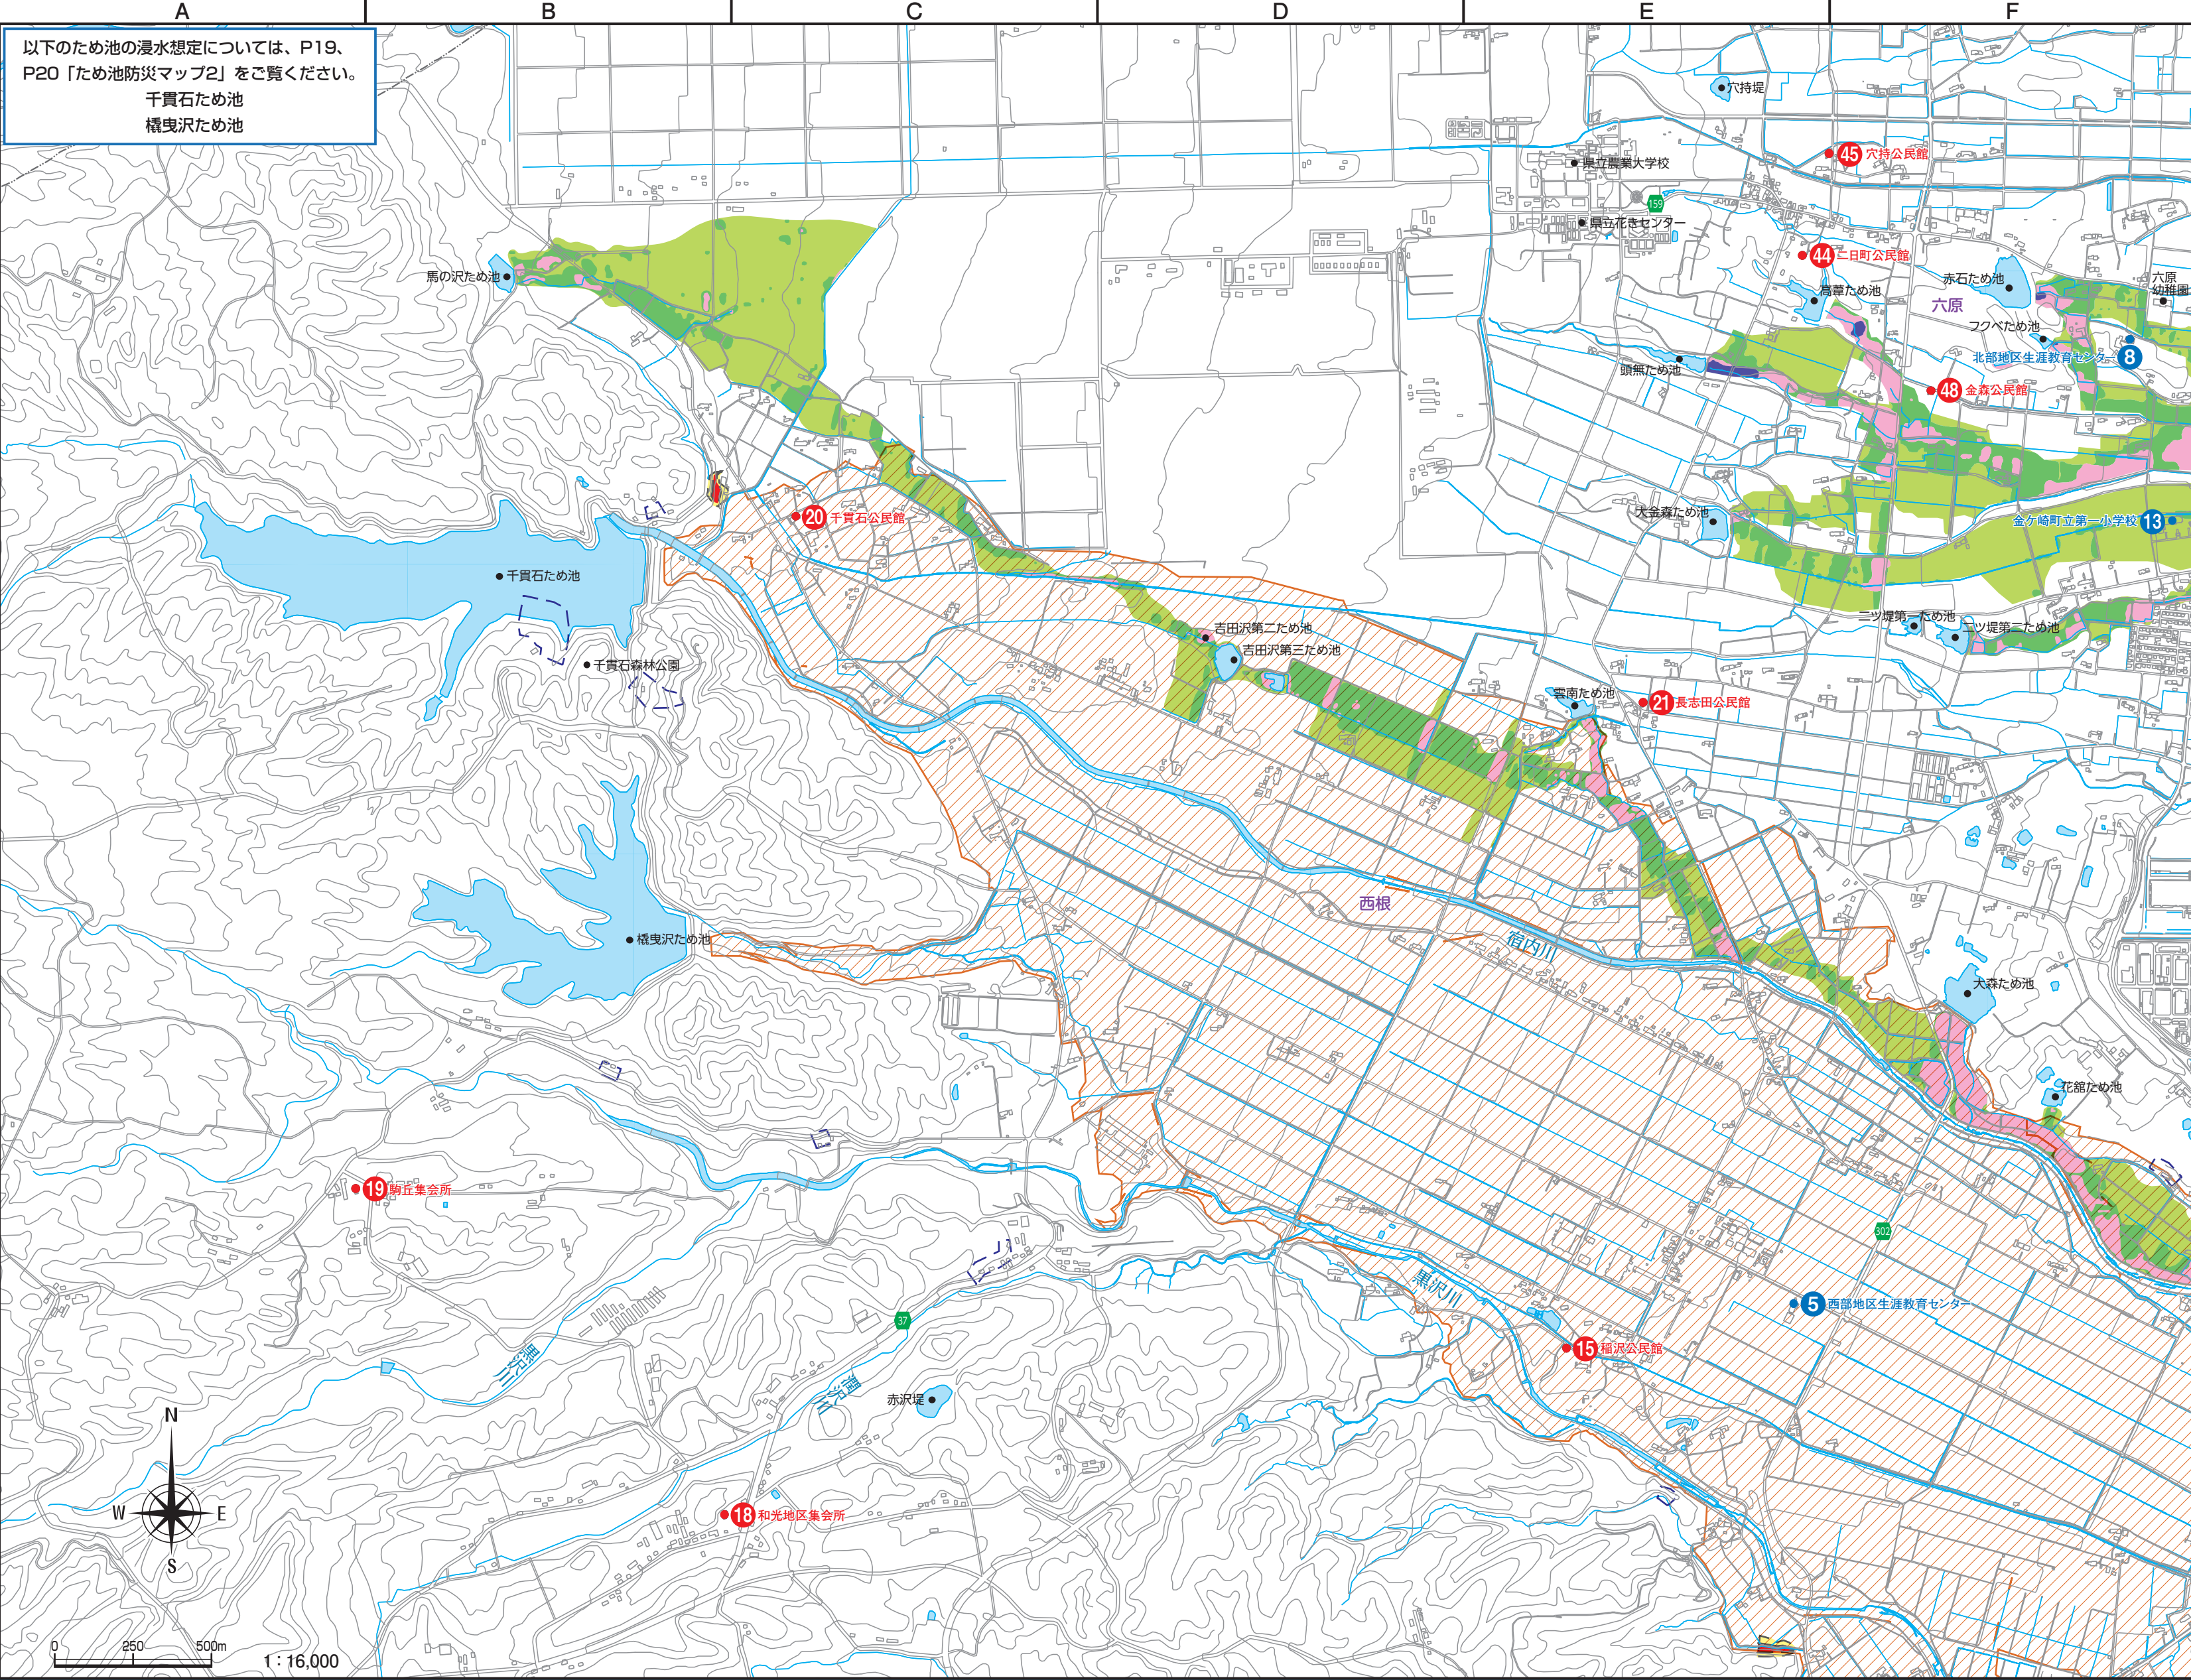 A B C D E F
以下のため池の浸水想定については、P19、
P20「ため池防災マップ2」をご覧ください。
千貫石ため池
橇曳沢ため池
穴持堤
45 穴持公民館
県立農業大学校
159
県立花きセンター
44 二日町公民館
馬の沢ため池
赤石ため池
六原
幼稚園
高葦ため池
六原
フクベため池
北部地区生涯教育センター 8
頭無ため池
48 金森公民館
20 千貫石公民館
大金森ため池
金ケ崎町立第一小学校 13
千貫石ため池
二ツ堤第一ため池
二ツ堤第二ため池
吉田沢第二ため池
吉田沢第三ため池
千貫石森林公園
雲南ため池
21 長志田公民館
西根
橇曳沢ため池
宿内川
大森ため池
花舘ため池
19 駒丘集会所
302
黒沢川
5 西部地区生涯教育センター
37
15 稲沢公民館
黒沢川
潤沢川
赤沢堤
N
W E
S
18 和光地区集会所
0 250 500m
1：16,000